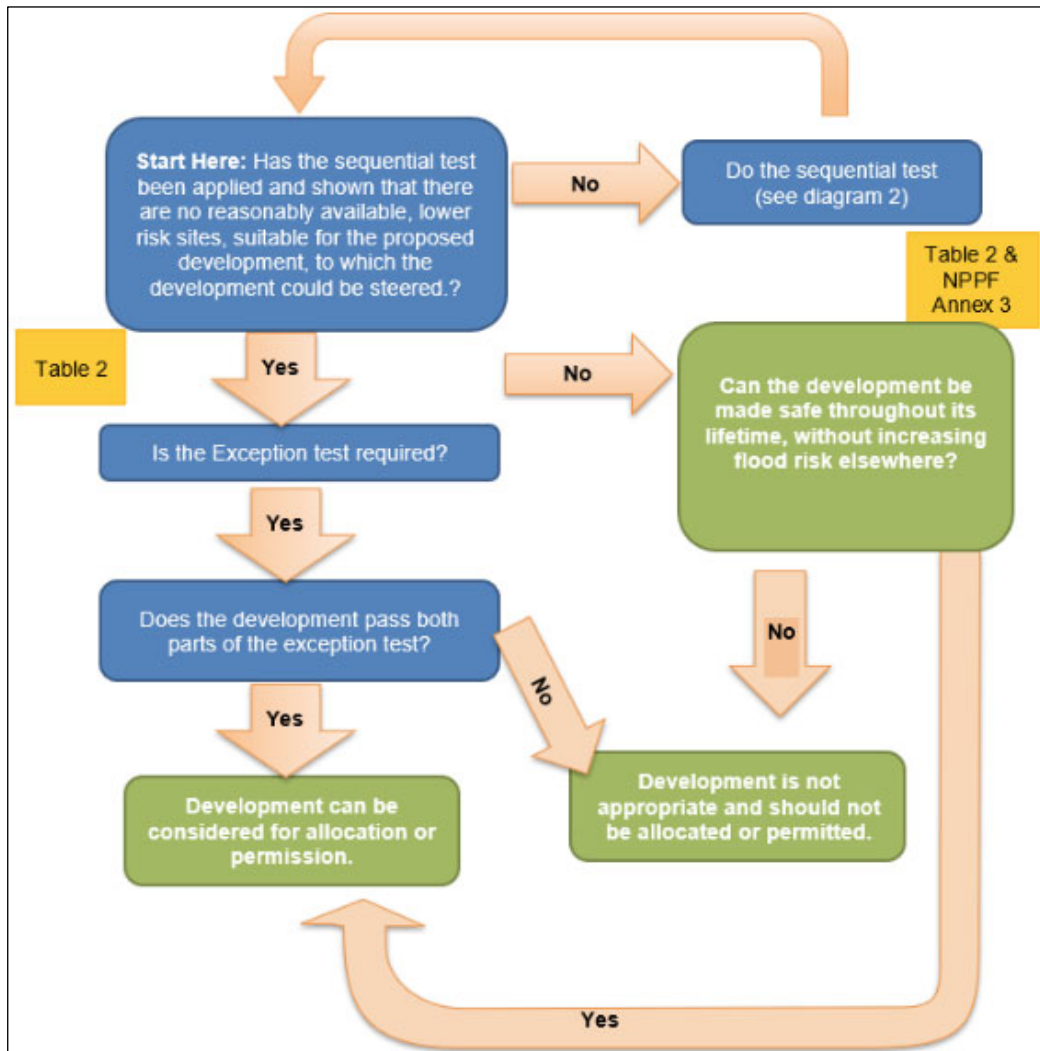 Start Here: Has the sequential test
been applied and shown that there
are no reasonably available, lower
risk sites, suitable for the proposed
development, to which the
development could be steered.?
No
Do the sequential test
(see diagram 2)
Table 2 &
NPPF
Annex 3
Table 2
Yes
No
Can the development be
made safe throughout its
lifetime, without increasing
flood risk elsewhere?
Is the Exception test required?
Yes
Does the development pass both
parts of the exception test?
No
No
Yes
Development can be
considered for allocation or
permission.
Development is not
appropriate and should not
be allocated or permitted.
Yes